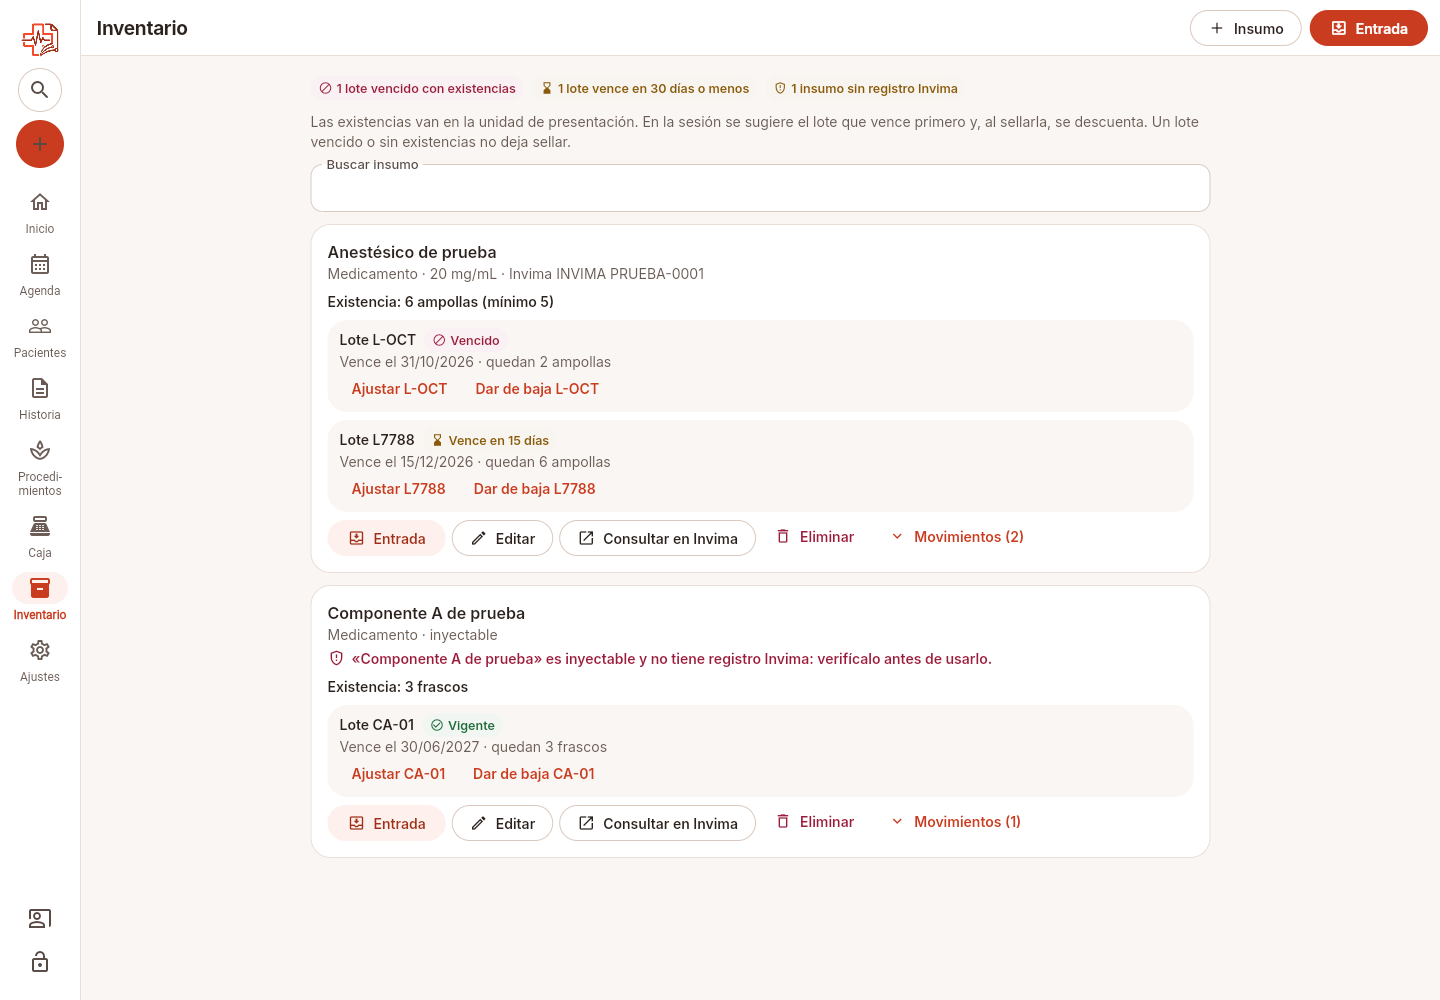 Inventario
Insumo
Entrada
Inicio
Agenda
Pacientes
Historia
Procedi-
mientos
Caja
Inventario
Ajustes
1 lote vencido con existencias
1 lote vence en 30 días o menos
1 insumo sin registro Invima
Las existencias van en la unidad de presentación. En la sesión se sugiere el lote que vence primero y, al sellarla, se descuenta. Un lote
vencido o sin existencias no deja sellar.
Buscar insumo
Anestésico de prueba
Medicamento · 20 mg/mL · Invima INVIMA PRUEBA-0001
Existencia: 6 ampollas (mínimo 5)
Lote L-OCT Vencido
Vence el 31/10/2026 · quedan 2 ampollas
Ajustar L-OCT Dar de baja L-OCT
Lote L7788 Vence en 15 días
Vence el 15/12/2026 · quedan 6 ampollas
Ajustar L7788 Dar de baja L7788
Entrada Editar Consultar en Invima Eliminar Movimientos (2)
Componente A de prueba
Medicamento · inyectable
«Componente A de prueba» es inyectable y no tiene registro Invima: verifícalo antes de usarlo.
Existencia: 3 frascos
Lote CA-01 Vigente
Vence el 30/06/2027 · quedan 3 frascos
Ajustar CA-01 Dar de baja CA-01
Entrada Editar Consultar en Invima Eliminar Movimientos (1)